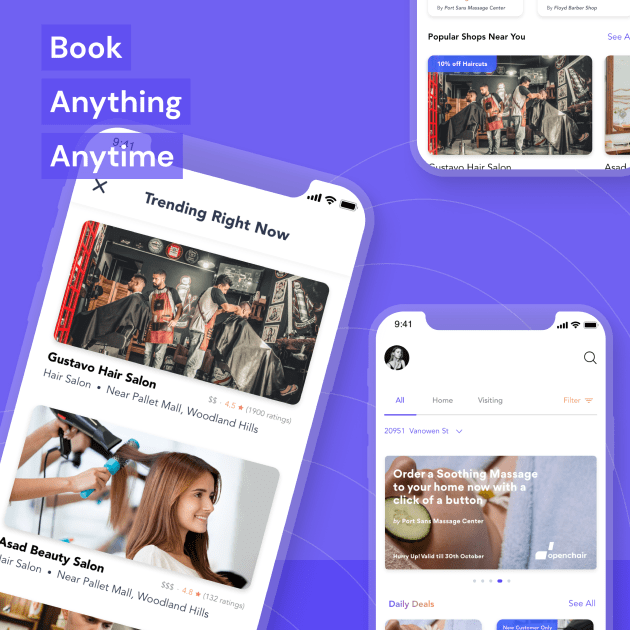 Book
Anything
Anytime
9:41
Trending Right Now
Gustavo Hair Salon
Hair Salon • Near Pallet Mall, Woodland Hills
$$ - 4.5 ★ (1900 ratings)
Asad Beauty Salon
Hair Salon • Near Pallet Mall, Woodland Hills
$$$ - 4.8 ★ (132 ratings)
By Port Sans Massage Center
By Floyd Barber Shop
Popular Shops Near You
See A
10% off Haircuts
Gustavo Hair Salon
Asad
9:41
All Home Visiting Filter
20951 Vanowen St
Order a Soothing Massage
to your home now with a
click of a button
by Port Sans Massage Center
Hurry Up! Valid till 30th October
openchair
Daily Deals See All
New Customer Only